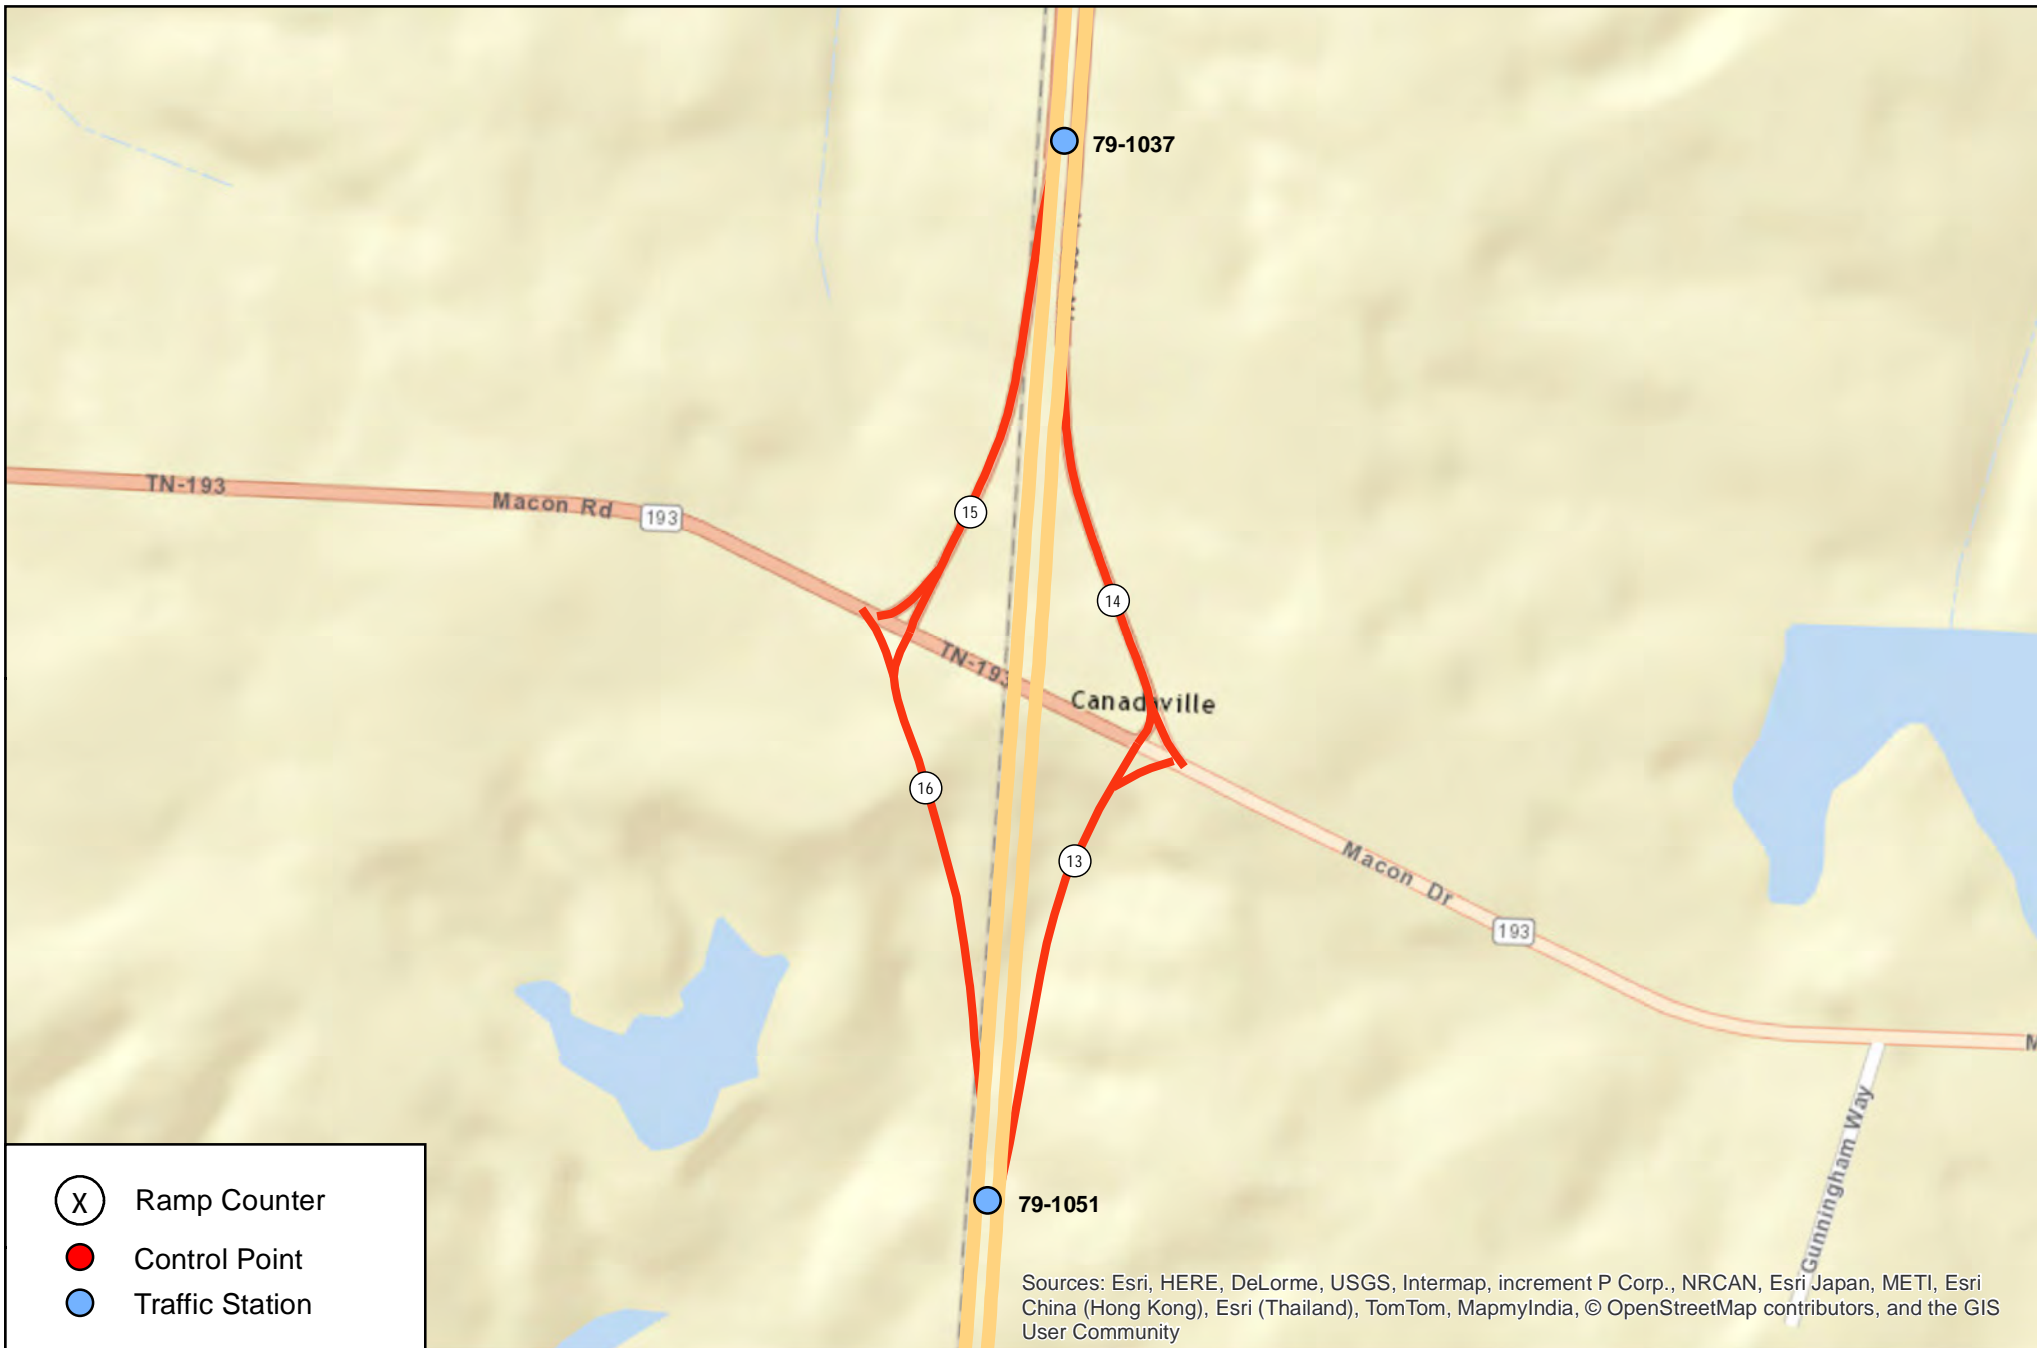 79-1037
TN-193
Macon Rd
193
15
14
TN-193
Canadaville
16
13
Macon Dr
193
M
Gunningham Way
79-1051
X Ramp Counter
Control Point
Traffic Station
Sources: Esri, HERE, DeLorme, USGS, Intermap, increment P Corp., NRCAN, Esri Japan, METI, Esri
China (Hong Kong), Esri (Thailand), TomTom, MapmyIndia, © OpenStreetMap contributors, and the GIS
User Community